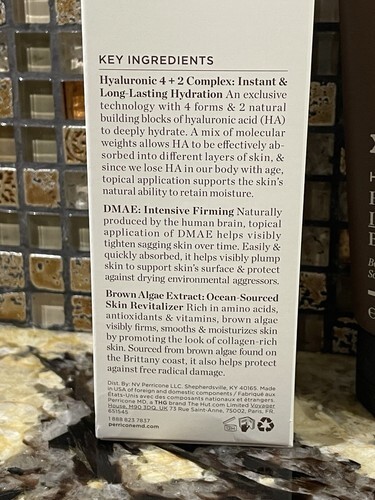 KEY INGREDIENTS
Hyaluronic 4 + 2 Complex: Instant &
Long-Lasting Hydration An exclusive
technology with 4 forms & 2 natural
building blocks of hyaluronic acid (HA)
to deeply hydrate. A mix of molecular
weights allows HA to be effectively ab-
sorbed into different layers of skin, &
since we lose HA in our body with age,
topical application supports the skin's
natural ability to retain moisture.
DMAE: Intensive Firming Naturally
produced by the human brain, topical
application of DMAE helps visibly
tighten sagging skin over time. Easily &
quickly absorbed, it helps visibly plump
skin to support skin's surface & protect
against drying environmental aggressors.
Brown Algae Extract: Ocean-Sourced
Skin Revitalizer Rich in amino acids,
antioxidants & vitamins, brown algae
visibly firms, smooths & moisturizes skin
by promoting the look of collagen-rich
skin. Sourced from brown algae found on
the Brittany coast, it also helps protect
against free radical damage.
Dist. By: NV Perricone LLC. Shepherdsville, KY 40165. Made
in USA of foreign and domestic components / Fabriqué aux
États-Unis avec des composants nationaux et étrangers.
Perricone MD, a THG brand The Hut.com Limited Voyager
House, M90 3DQ, UK 73 Rue Sainte-Anne, 75002, Paris, FR.
651545
1 888 823 7837
perriconemd.com